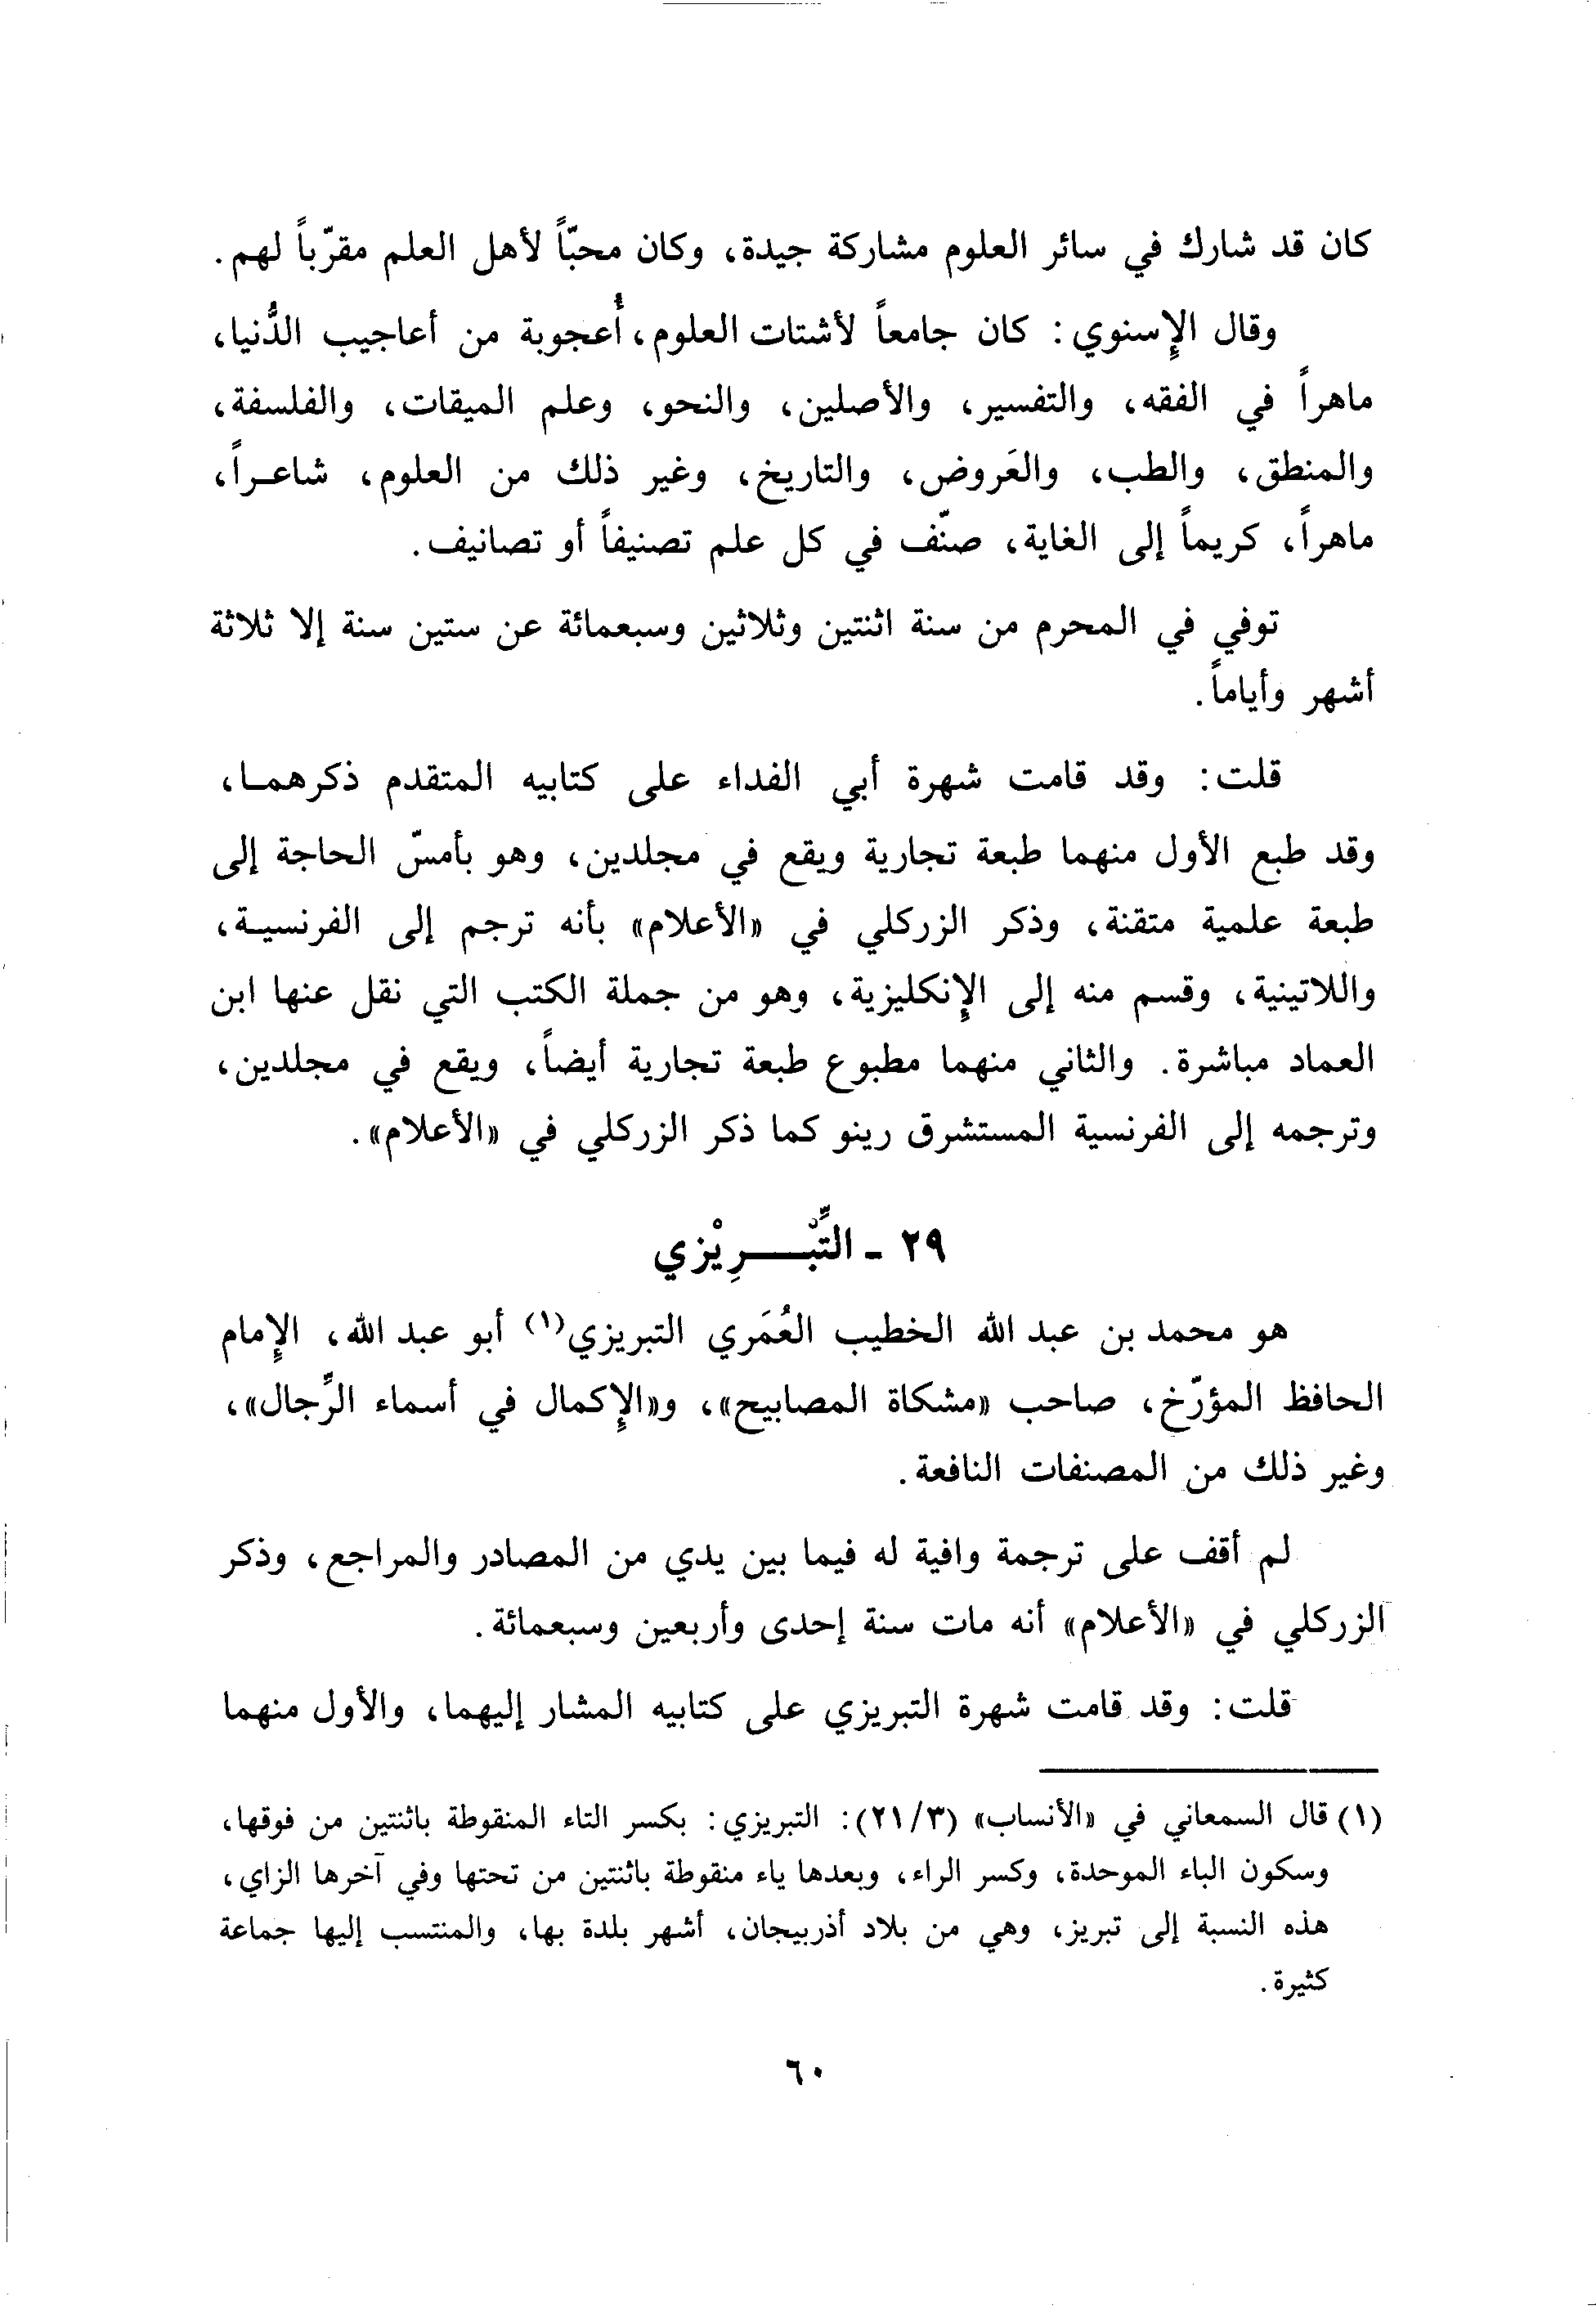 كان قد شارك في سائر العلوم مشاركة جيدة، وكان محبّاً لأهل العلم مقرّباً لهم.
وقال الإسنوي: كان جامعاً لأشتات العلوم، أُعجوبة من أعاجيب الدُّنيا،
ماهراً في الفقه، والتفسير، والأصلين، والنحو، وعلم الميقات، والفلسفة،
والمنطق، والطب، والعَروض، والتاريخ، وغير ذلك من العلوم، شاعـراً،
ماهراً، كريماً إلى الغاية، صنّف في كل علم تصنيفاً أو تصانيف.
توفي في المحرم من سنة اثنتين وثلاثين وسبعمائة عن ستين سنة إلا ثلاثة
أشهر وأياماً.
قلت: وقد قامت شهرة أبي الفداء على كتابيه المتقدم ذكرهمـا،
وقد طبع الأول منهما طبعة تجارية ويقع في مجلدين، وهو بأمسّ الحاجة إلى
طبعة علمية متقنة، وذكر الزركلي في «الأعلام» بأنه ترجم إلى الفرنسيـة،
واللاتينية، وقسم منه إلى الإنكليزية، وهو من جملة الكتب التي نقل عنها ابن
العماد مباشرة. والثاني منهما مطبوع طبعة تجارية أيضاً، ويقع في مجلدين،
وترجمه إلى الفرنسية المستشرق رينو كما ذكر الزركلي في «الأعلام».
٢٩ - التِّبْـــرِيْزي
هو محمد بن عبد الله الخطيب العُمَري التبريزي(١) أبو عبد الله، الإمام
الحافظ المؤرّخ، صاحب «مشكاة المصابيح»، و«الإكمال في أسماء الرِّجال»،
وغير ذلك من المصنفات النافعة.
لم أقف على ترجمة وافية له فيما بين يدي من المصادر والمراجع، وذكر
الزركلي في «الأعلام» أنه مات سنة إحدى وأربعين وسبعمائة.
قلت: وقد قامت شهرة التبريزي على كتابيه المشار إليهما، والأول منهما
(١) قال السمعاني في «الأنساب» (٢١/٣): التبريزي: بكسر التاء المنقوطة باثنتين من فوقها،
وسكون الباء الموحدة، وكسر الراء، وبعدها ياء منقوطة باثنتين من تحتها وفي آخرها الزاي،
هذه النسبة إلى تبريز، وهي من بلاد أذربيجان، أشهر بلدة بها، والمنتسب إليها جماعة
كثيرة.
٦٠